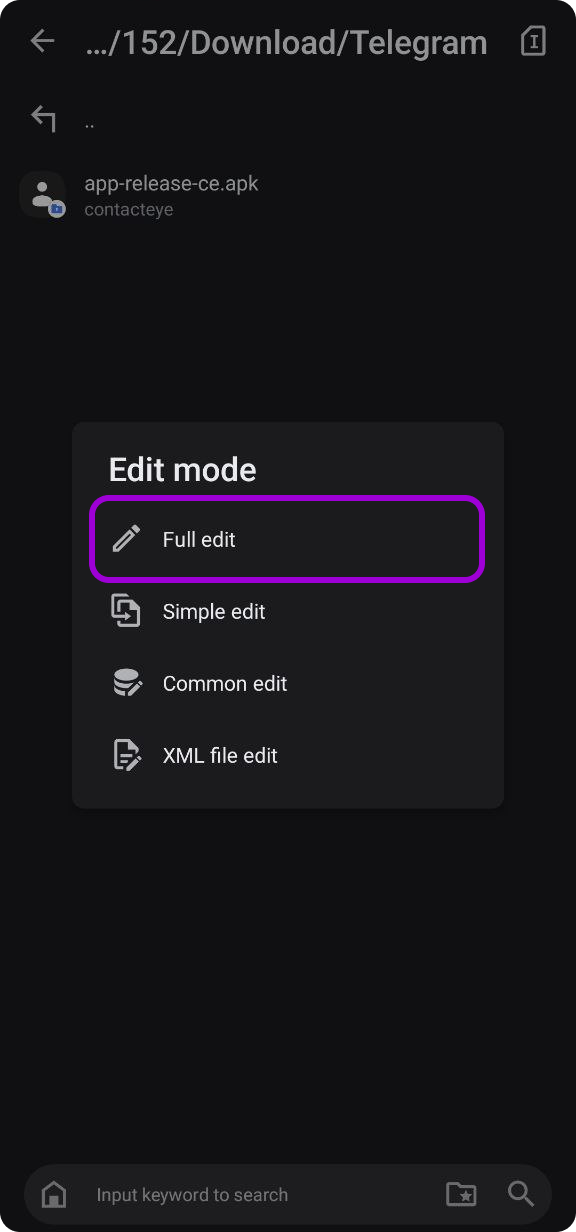 .../152/Download/Telegram
..
app-release-ce.apk
contacteye
Edit mode
Full edit
Simple edit
Common edit
XML file edit
Input keyword to search